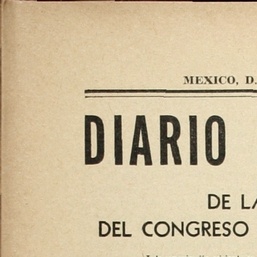 MEXICO, D.
DIARIO
DE LA
DEL CONGRESO